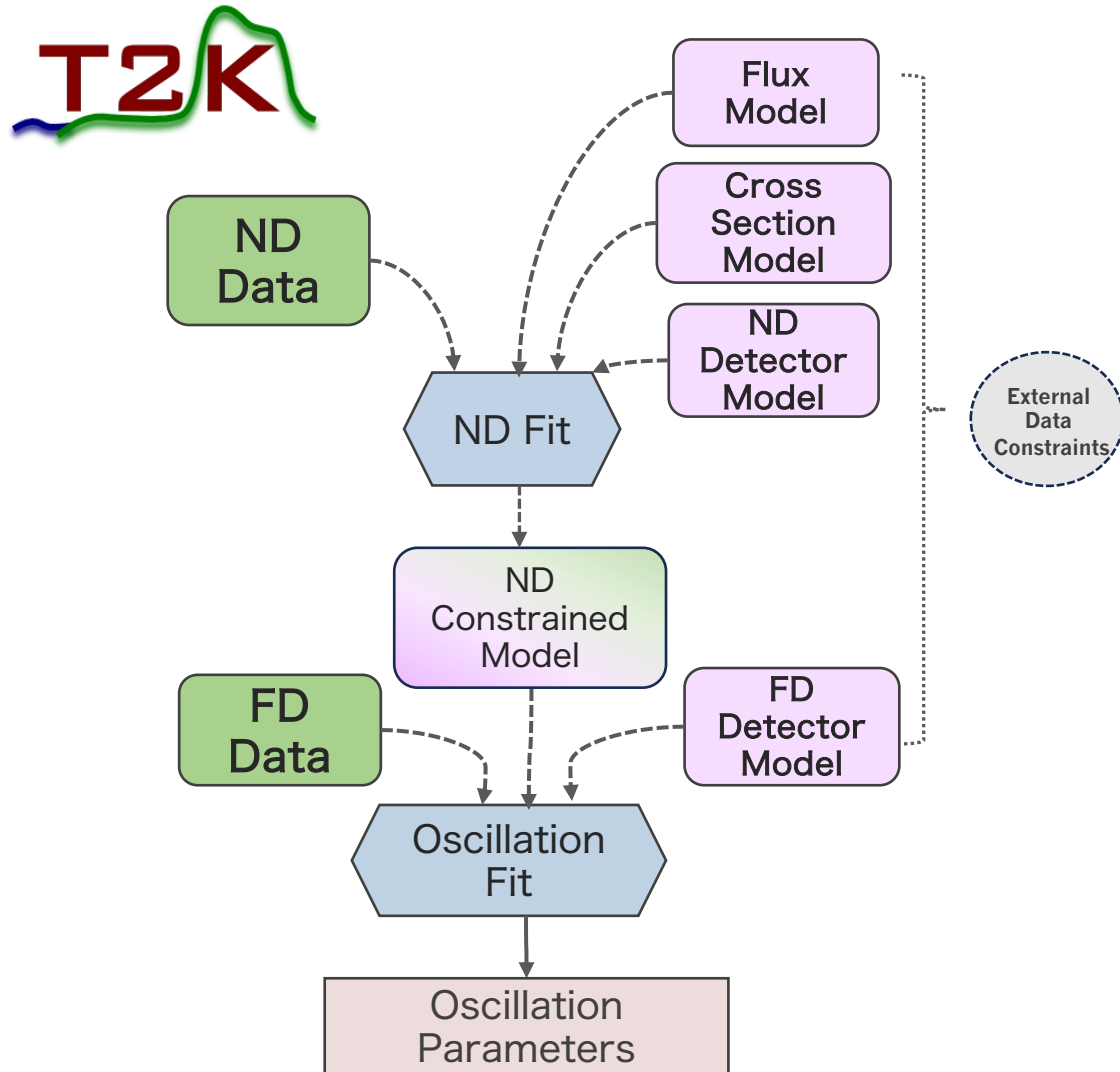 T2K
Flux
Model
Cross
Section
Model
ND
Data
ND
Detector
Model
External
Data
Constraints
ND Fit
ND
Constrained
Model
FD
Data
FD
Detector
Model
Oscillation
Fit
Oscillation
Parameters